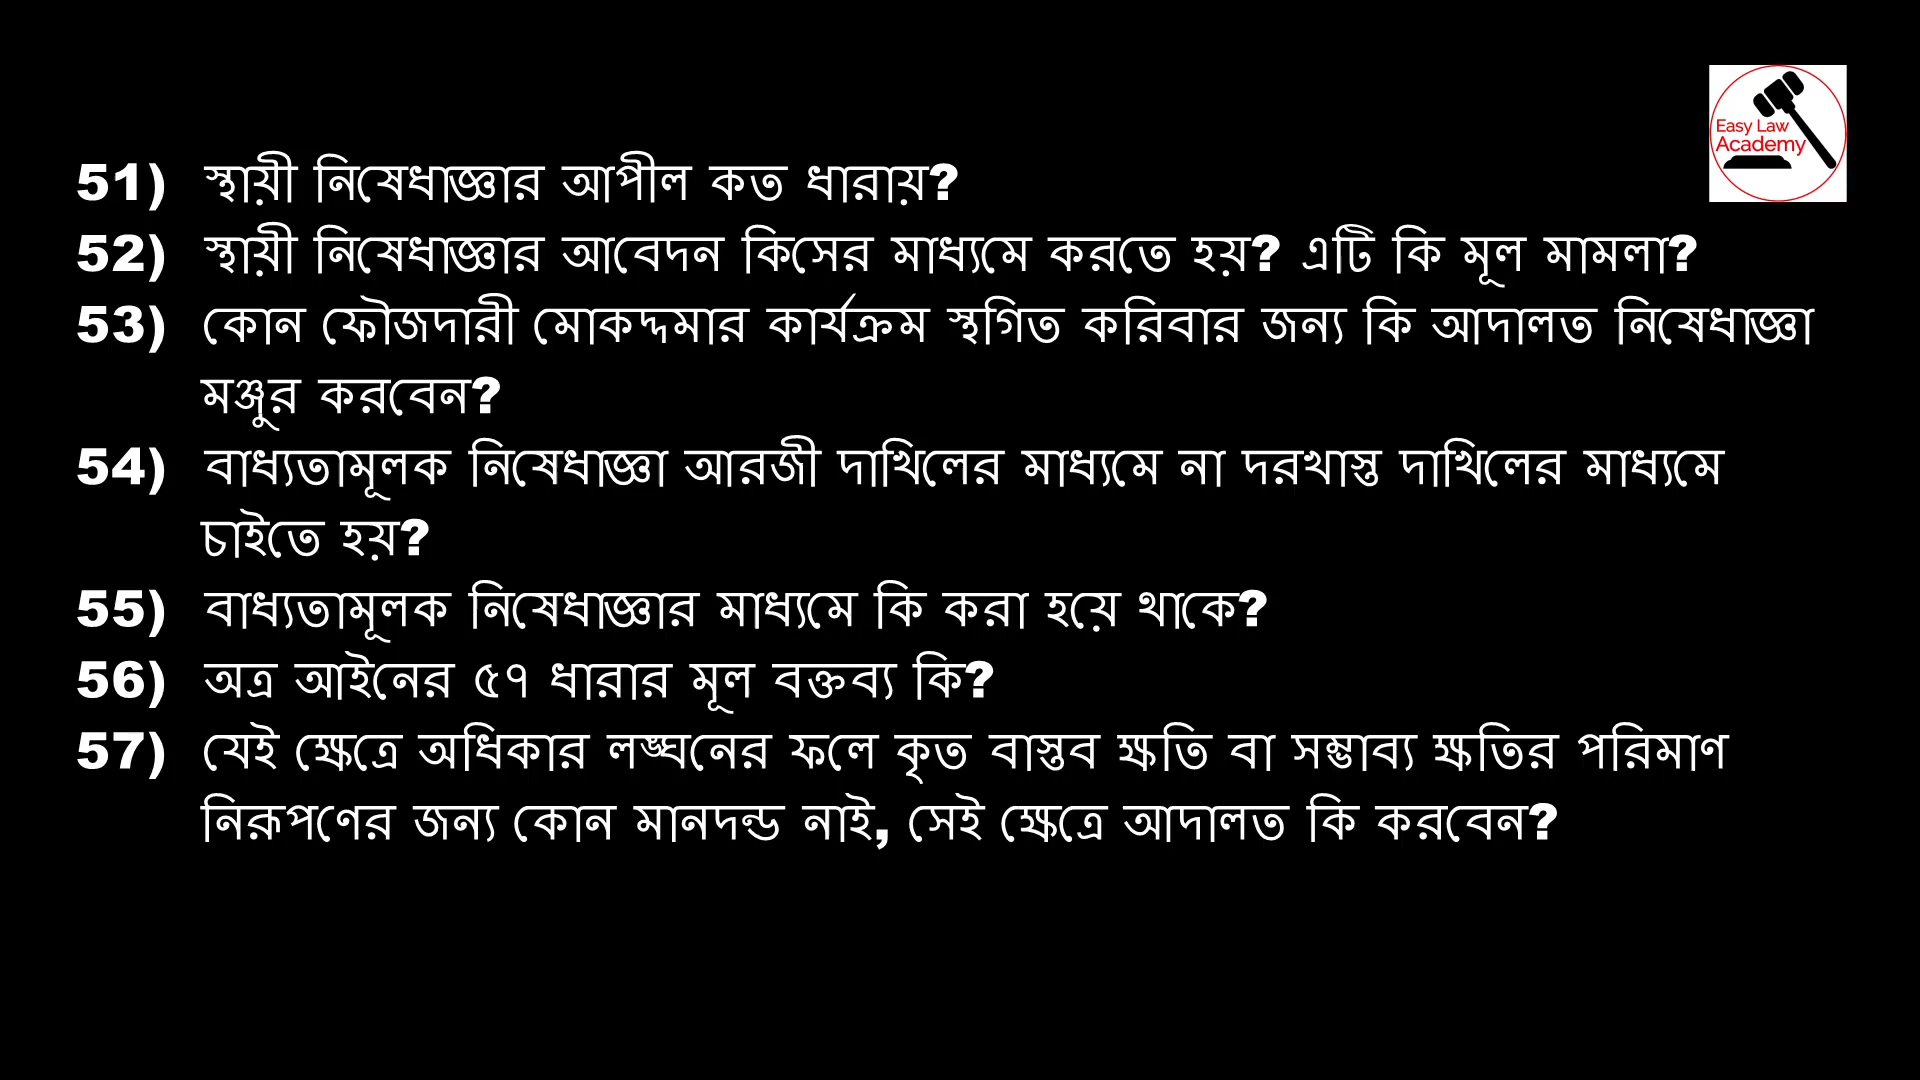 Easy Law
Academy
51) স্থায়ী নিষেধাজ্ঞার আপীল কত ধারায়?
52) স্থায়ী নিষেধাজ্ঞার আবেদন কিসের মাধ্যমে করতে হয়? এটি কি মূল মামলা?
53) কোন ফৌজদারী মোকদ্দমার কার্যক্রম স্থগিত করিবার জন্য কি আদালত নিষেধাজ্ঞা
মঞ্জুর করবেন?
54) বাধ্যতামূলক নিষেধাজ্ঞা আরজী দাখিলের মাধ্যমে না দরখাস্ত দাখিলের মাধ্যমে
চাইতে হয়?
55) বাধ্যতামূলক নিষেধাজ্ঞার মাধ্যমে কি করা হয়ে থাকে?
56) অত্র আইনের ৫৭ ধারার মূল বক্তব্য কি?
57) যেই ক্ষেত্রে অধিকার লঙ্ঘনের ফলে কৃত বাস্তব ক্ষতি বা সম্ভাব্য ক্ষতির পরিমাণ
নিরূপণের জন্য কোন মানদন্ড নাই, সেই ক্ষেত্রে আদালত কি করবেন?